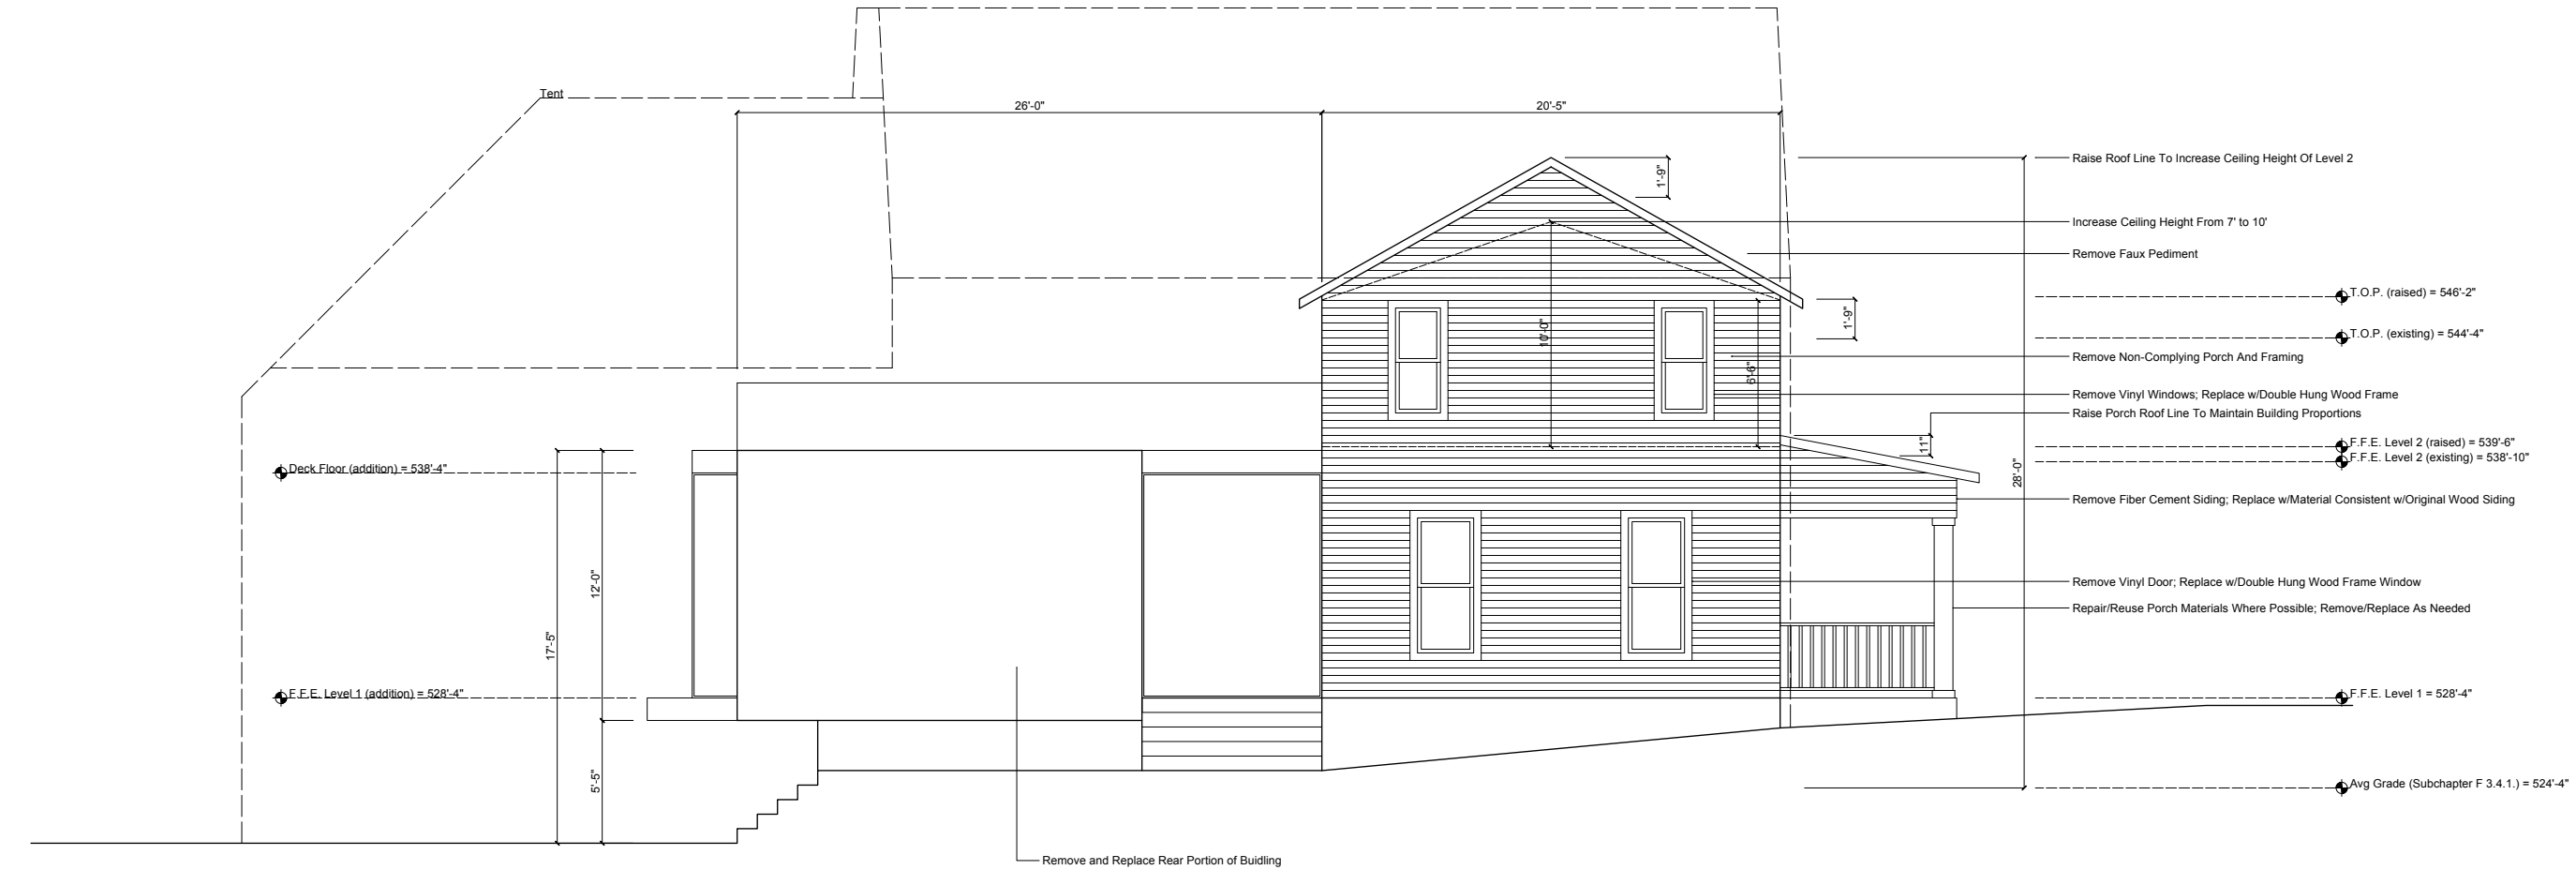 Tent
26'-0"
20'-5"
1'-9"
Raise Roof Line To Increase Ceiling Height Of Level 2
Increase Ceiling Height From 7' to 10'
Remove Faux Pediment
T.O.P. (raised) = 546'-2"
1'-9"
T.O.P. (existing) = 544'-4"
10'-0"
Remove Non-Complying Porch And Framing
6'-6"
Remove Vinyl Windows; Replace w/Double Hung Wood Frame
Raise Porch Roof Line To Maintain Building Proportions
11"
F.F.E. Level 2 (raised) = 539'-6"
F.F.E. Level 2 (existing) = 538'-10"
Deck Floor (addition) = 538'-4"
28'-0"
Remove Fiber Cement Siding; Replace w/Material Consistent w/Original Wood Siding
12'-0"
Remove Vinyl Door; Replace w/Double Hung Wood Frame Window
Repair/Reuse Porch Materials Where Possible; Remove/Replace As Needed
17'-5"
F.F.E. Level 1 (addition) = 528'-4"
F.F.E. Level 1 = 528'-4"
5'-5"
Avg Grade (Subchapter F 3.4.1.) = 524'-4"
Remove and Replace Rear Portion of Buidling